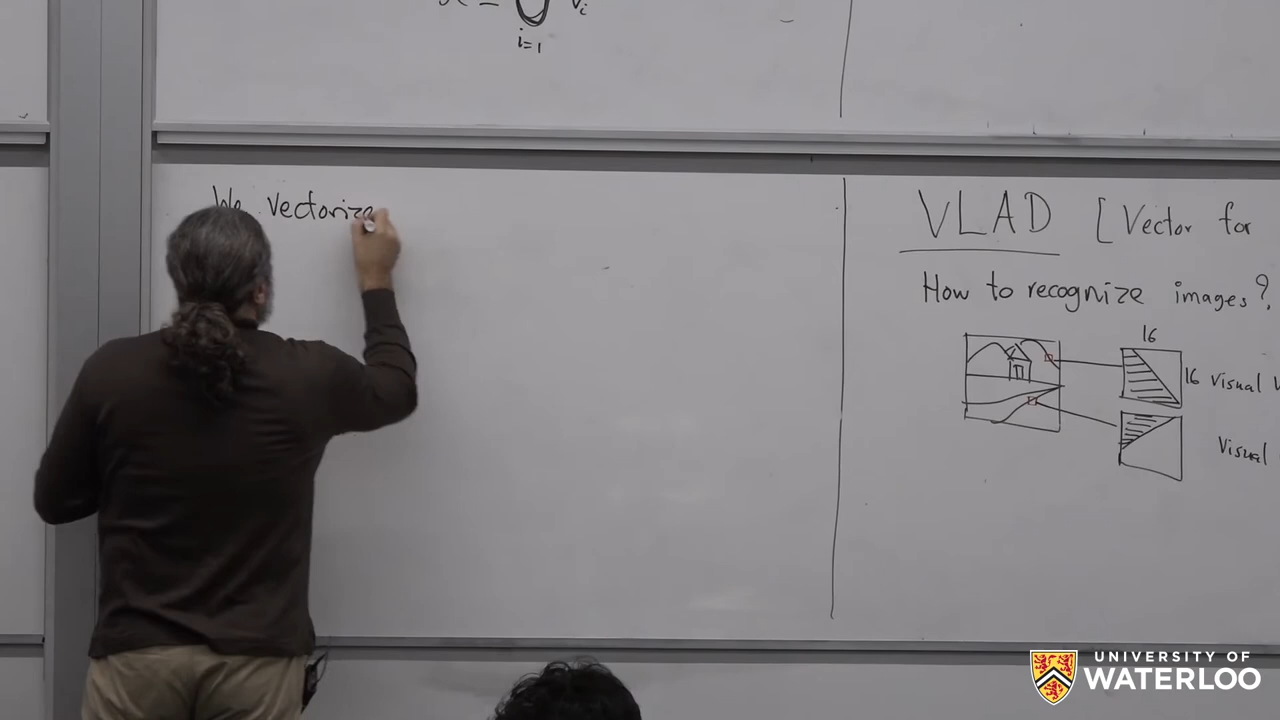 i=1
We vectorize
VLAD [Vector for
How to recognize images?
16
16 Visual
Visual
UNIVERSITY OF
WATERLOO